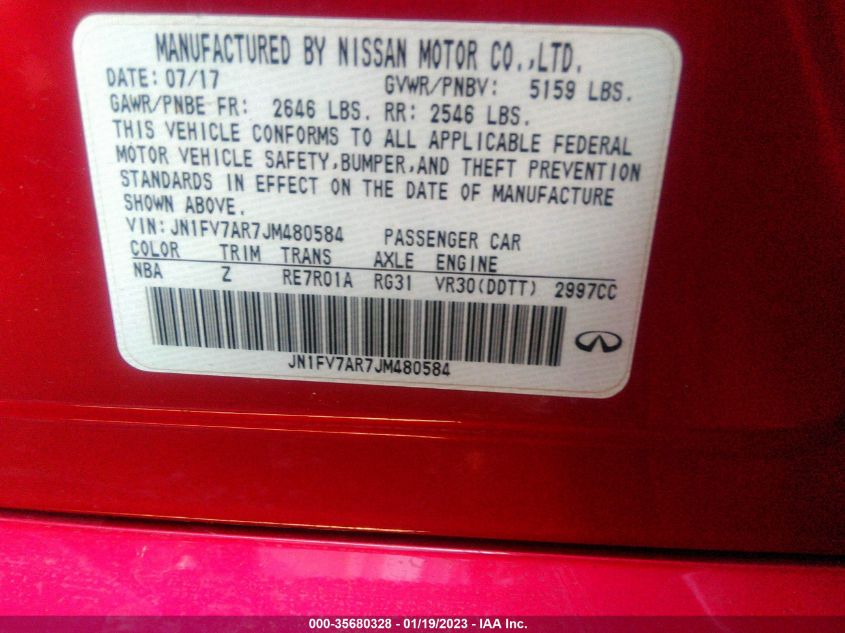 MANUFACTURED BY NISSAN MOTOR CO.,LTD.
DATE: 07/17 GVWR/PNBV: 5159 LBS.
GAWR/PNBE FR: 2646 LBS. RR: 2546 LBS.
THIS VEHICLE CONFORMS TO ALL APPLICABLE FEDERAL
MOTOR VEHICLE SAFETY,BUMPER,AND THEFT PREVENTION
STANDARDS IN EFFECT ON THE DATE OF MANUFACTURE
SHOWN ABOVE.
VIN:JN1FV7AR7JM480584 PASSENGER CAR
COLOR TRIM TRANS AXLE ENGINE
NBA Z RE7R01A RG31 VR30(DDTT) 2997CC
JN1FV7AR7JM480584
000-35680328 - 01/19/2023 - IAA Inc.